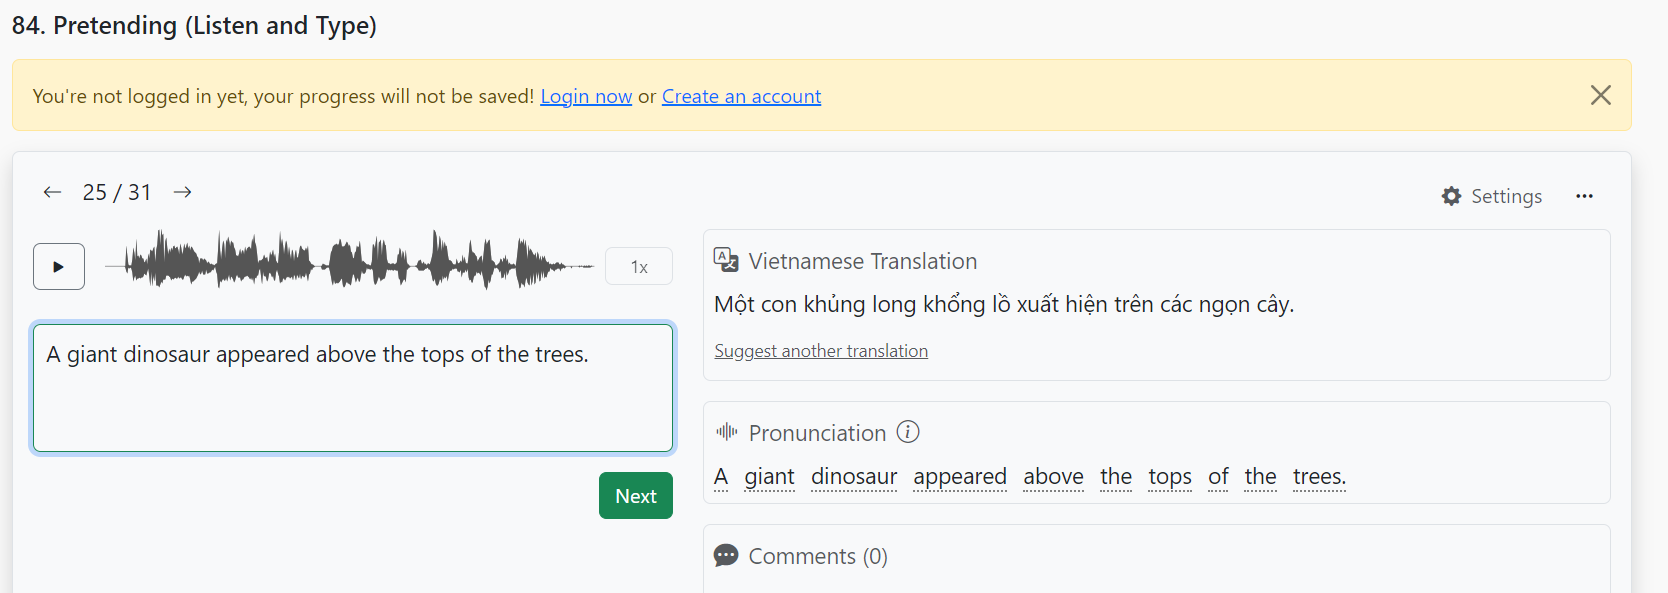 84. Pretending (Listen and Type)
You're not logged in yet, your progress will not be saved! Login now or Create an account
← 25 / 31 →
Settings
1x
A giant dinosaur appeared above the tops of the trees.
Next
Vietnamese Translation
Một con khủng long khổng lồ xuất hiện trên các ngọn cây.
Suggest another translation
Pronunciation
A giant dinosaur appeared above the tops of the trees.
Comments (0)